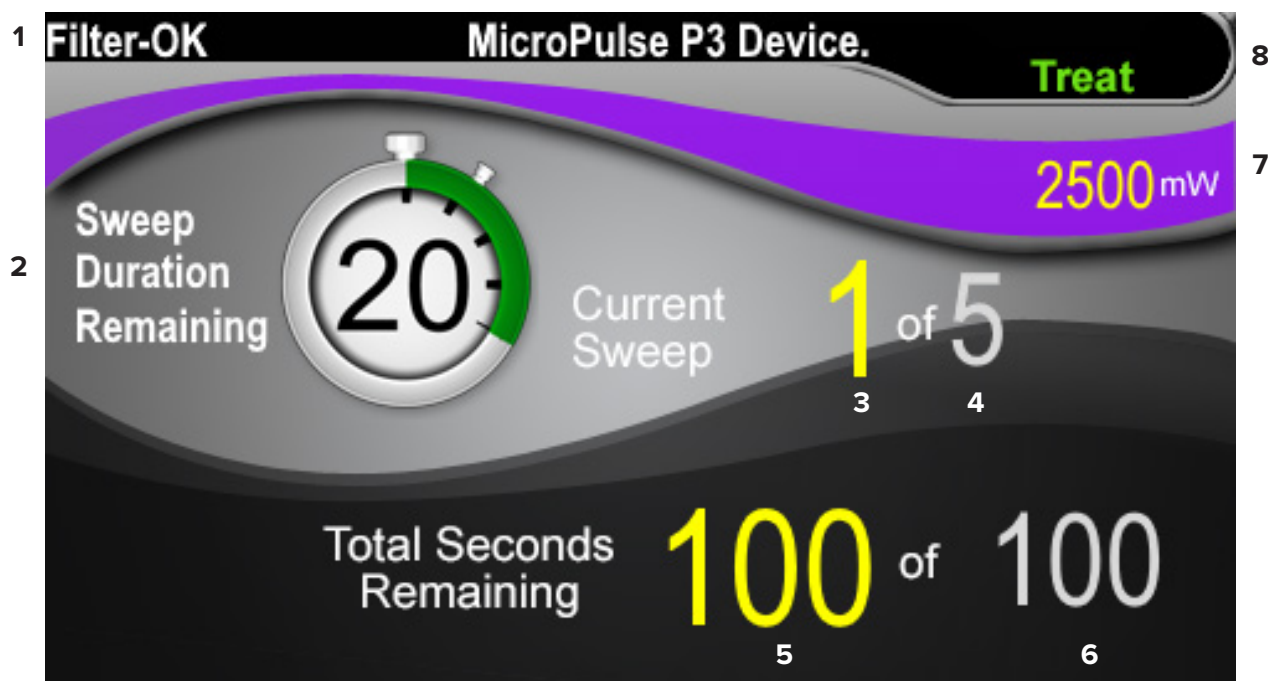 1
Filter-OK
MicroPulse P3 Device.
8
Treat
7
2500 mW
2
Sweep
Duration
Remaining
20
Current
Sweep
1 of 5
3 4
Total Seconds
Remaining
100 of 100
5 6